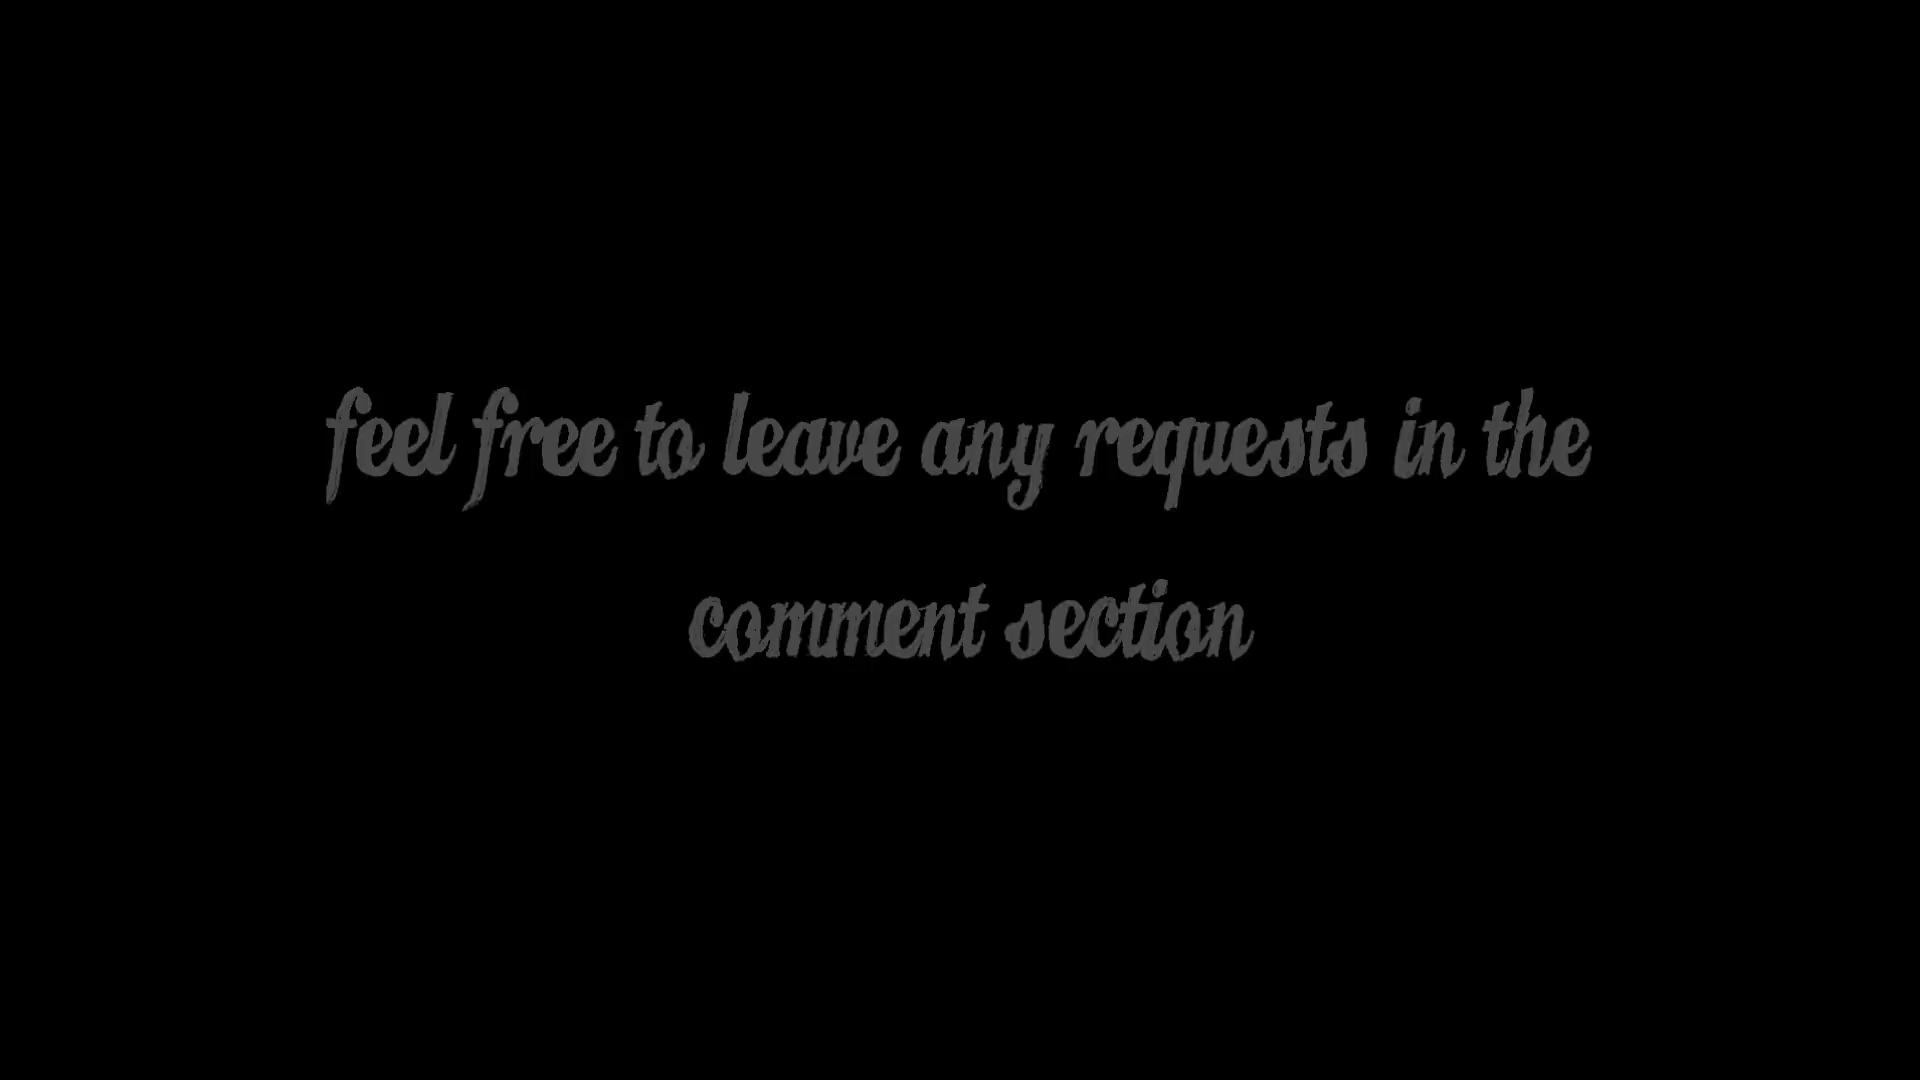 feel free to leave any requests in the
comment section